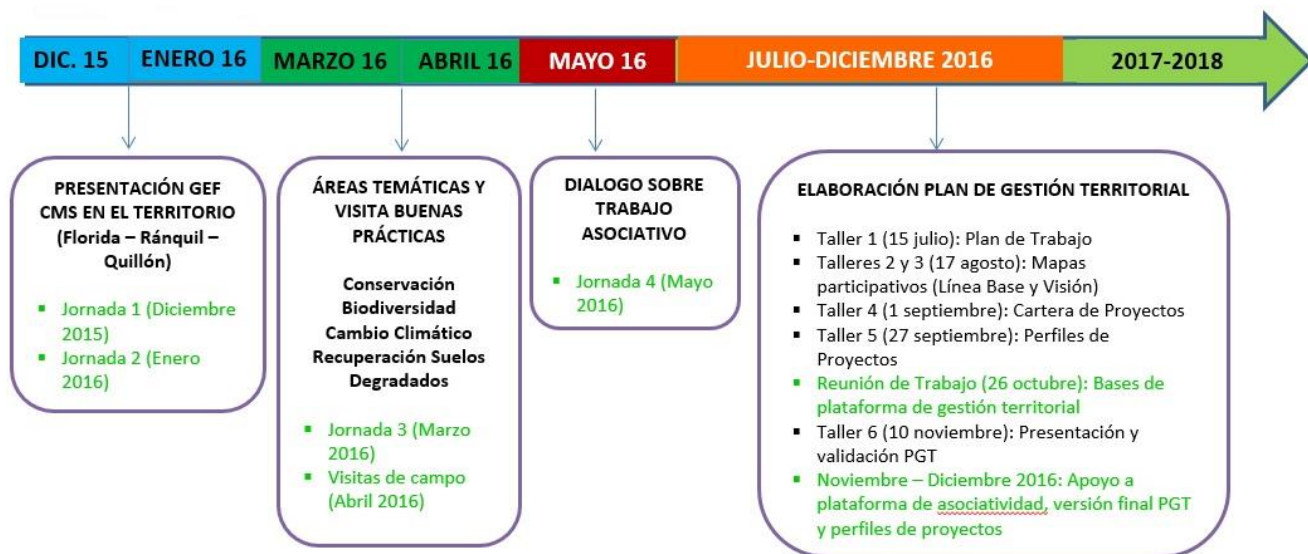 DIC. 15
ENERO 16
MARZO 16
ABRIL 16
MAYO 16
JULIO-DICIEMBRE 2016
2017-2018
PRESENTACIÓN GEF
CMS EN EL TERRITORIO
(Florida – Ránquil –
Quillón)
▪ Jornada 1 (Diciembre
2015)
▪ Jornada 2 (Enero
2016)
ÁREAS TEMÁTICAS Y
VISITA BUENAS
PRÁCTICAS
Conservación
Biodiversidad
Cambio Climático
Recuperación Suelos
Degradados
▪ Jornada 3 (Marzo
2016)
▪ Visitas de campo
(Abril 2016)
DIALOGO SOBRE
TRABAJO
ASOCIATIVO
▪ Jornada 4 (Mayo
2016)
ELABORACIÓN PLAN DE GESTIÓN TERRITORIAL
▪ Taller 1 (15 julio): Plan de Trabajo
▪ Talleres 2 y 3 (17 agosto): Mapas
participativos (Línea Base y Visión)
▪ Taller 4 (1 septiembre): Cartera de Proyectos
▪ Taller 5 (27 septiembre): Perfiles de
Proyectos
▪ Reunión de Trabajo (26 octubre): Bases de
plataforma de gestión territorial
▪ Taller 6 (10 noviembre): Presentación y
validación PGT
▪ Noviembre – Diciembre 2016: Apoyo a
plataforma de asociatividad, versión final PGT
y perfiles de proyectos